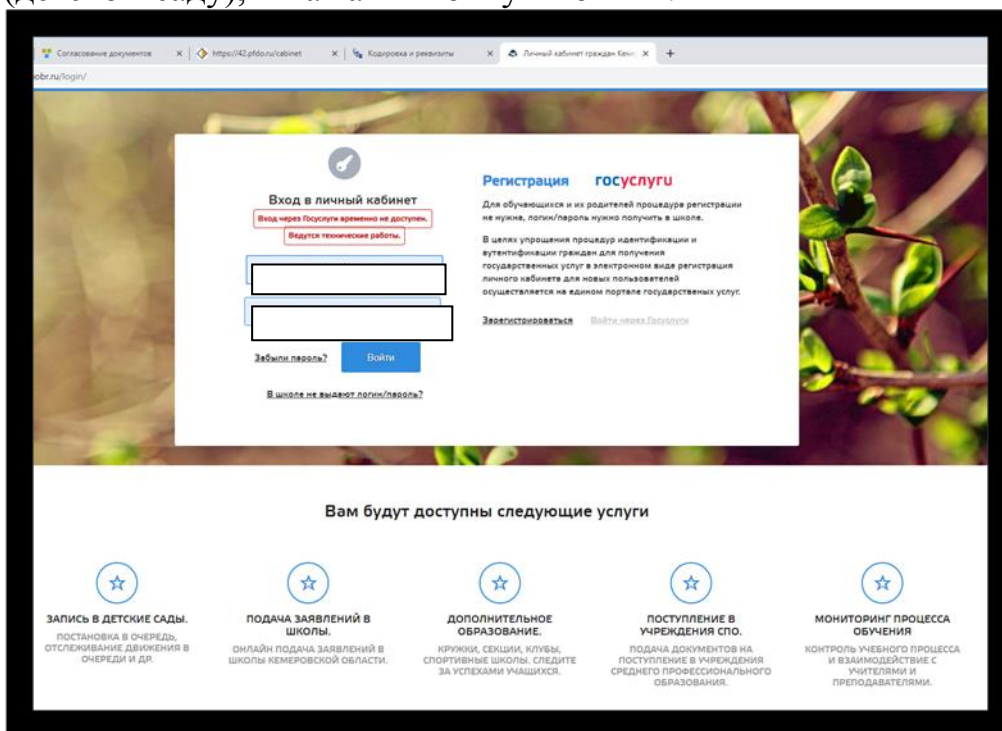 Согласование документов
https://42.pfdo.ru/cabinet
Кодировка и реквизиты
Личный кабинет граждан Кем
obr.ru/login/
Вход в личный кабинет
Вход через Госуслуги временно не доступен.
Ведутся технические работы.
Забыли пароль?
Войти
В школе не выдают логин/пароль?
Регистрация
госуслуги
Для обучающихся и их родителей процедура регистрации
не нужна, логин/пароль нужно получить в школе.
В целях упрощения процедур идентификации и
аутентификации граждан для получения
государственных услуг в электронном виде регистрация
личного кабинета для новых пользователей
осуществляется на едином портале государственых услуг.
Зарегистрироваться
Войти через Госуслуги
Вам будут доступны следующие услуги
ЗАПИСЬ В ДЕТСКИЕ САДЫ.
ПОСТАНОВКА В ОЧЕРЕДЬ,
ОТСЛЕЖИВАНИЕ ДВИЖЕНИЯ В
ОЧЕРЕДИ И ДР.
ПОДАЧА ЗАЯВЛЕНИЙ В
ШКОЛЫ.
ОНЛАЙН ПОДАЧА ЗАЯВЛЕНИЙ В
ШКОЛЫ КЕМЕРОВСКОЙ ОБЛАСТИ.
ДОПОЛНИТЕЛЬНОЕ
ОБРАЗОВАНИЕ.
КРУЖКИ, СЕКЦИИ, КЛУБЫ,
СПОРТИВНЫЕ ШКОЛЫ. СЛЕДИТЕ
ЗА УСПЕХАМИ УЧАЩИХСЯ.
ПОСТУПЛЕНИЕ В
УЧРЕЖДЕНИЯ СПО.
ПОДАЧА ДОКУМЕНТОВ НА
ПОСТУПЛЕНИЕ В УЧРЕЖДЕНИЯ
СРЕДНЕГО ПРОФЕССИОНАЛЬНОГО
ОБРАЗОВАНИЯ.
МОНИТОРИНГ ПРОЦЕССА
ОБУЧЕНИЯ
КОНТРОЛЬ УЧЕБНОГО ПРОЦЕССА
И ВЗАИМОДЕЙСТВИЕ С
УЧИТЕЛЯМИ И
ПРЕПОДАВАТЕЛЯМИ.